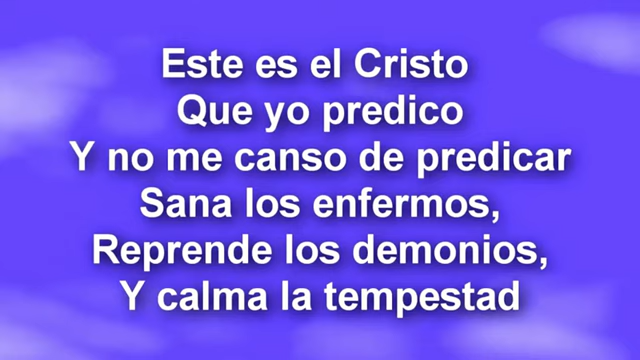 Este es el Cristo
Que yo predico
Y no me canso de predicar
Sana los enfermos,
Reprende los demonios,
Y calma la tempestad